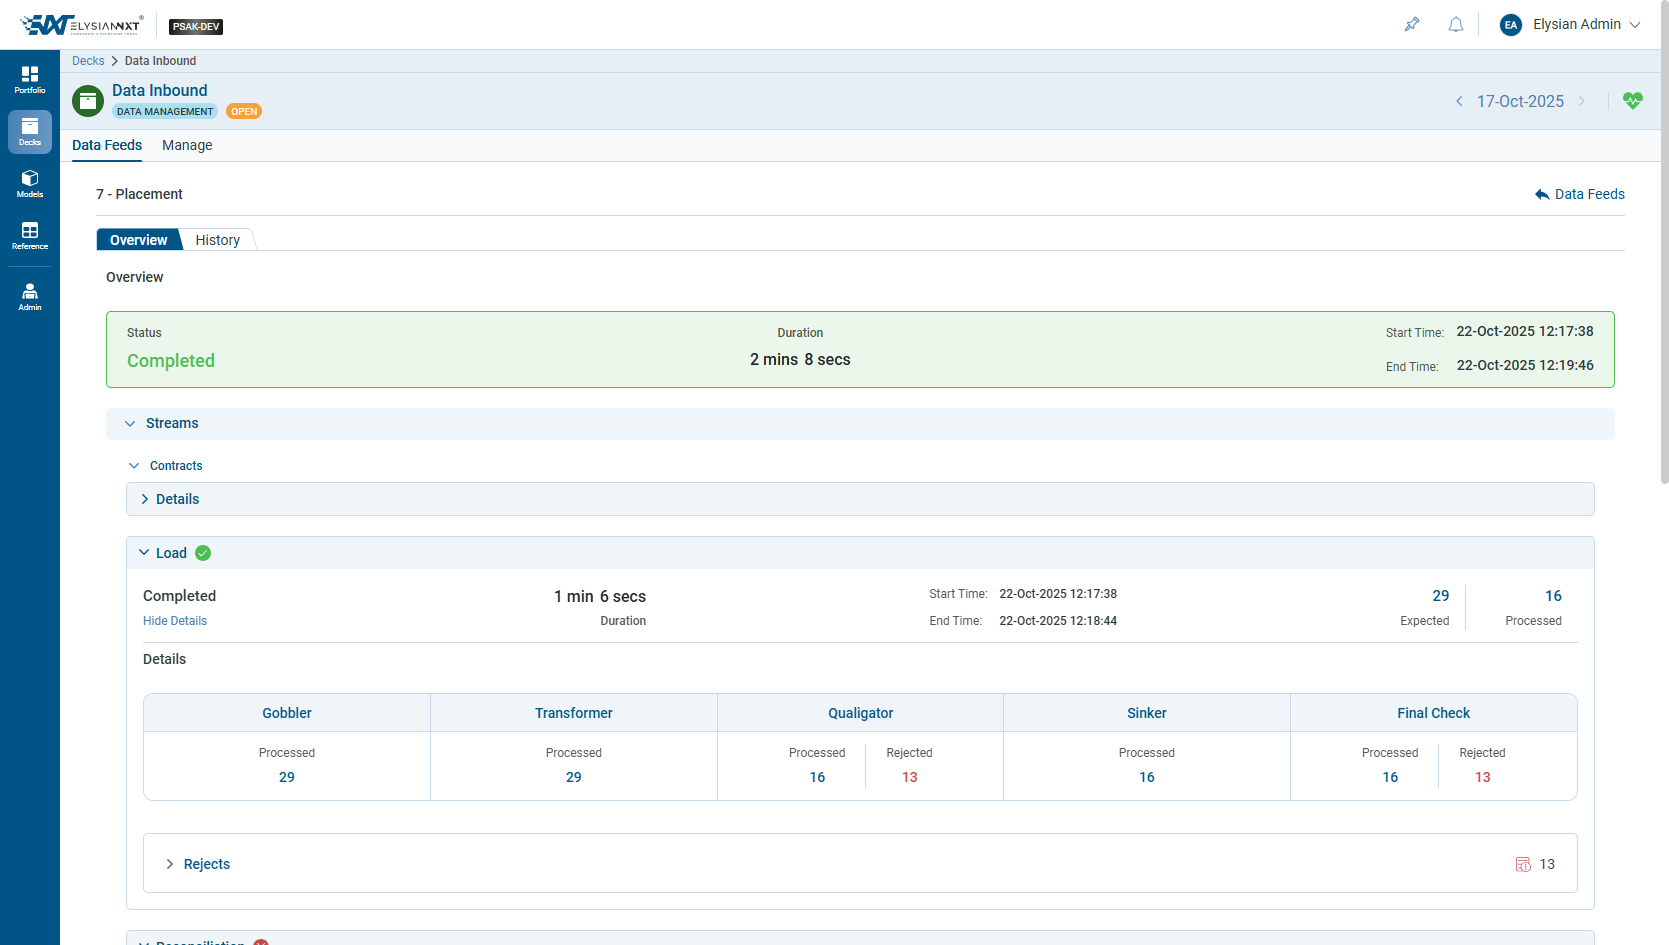 ELYSIANNXT
TOMORROW'S SOLUTIONS TODAY
PSAK-DEV
EA
Elysian Admin
Portfolio
Decks
Models
Reference
Admin
Decks > Data Inbound
Data Inbound
DATA MANAGEMENT
OPEN
17-Oct-2025
Data Feeds
Manage
7 - Placement
Data Feeds
Overview
History
Overview
Status
Duration
Start Time: 22-Oct-2025 12:17:38
Completed
2 mins 8 secs
End Time: 22-Oct-2025 12:19:46
Streams
Contracts
Details
Load
Completed
1 min 6 secs
Start Time: 22-Oct-2025 12:17:38
29
16
Hide Details
Duration
End Time: 22-Oct-2025 12:18:44
Expected
Processed
Details
Gobbler
Transformer
Qualigator
Sinker
Final Check
Processed
Processed
Processed
Rejected
Processed
Processed
Rejected
29
29
16
13
16
16
13
Rejects
13
Reconciliation